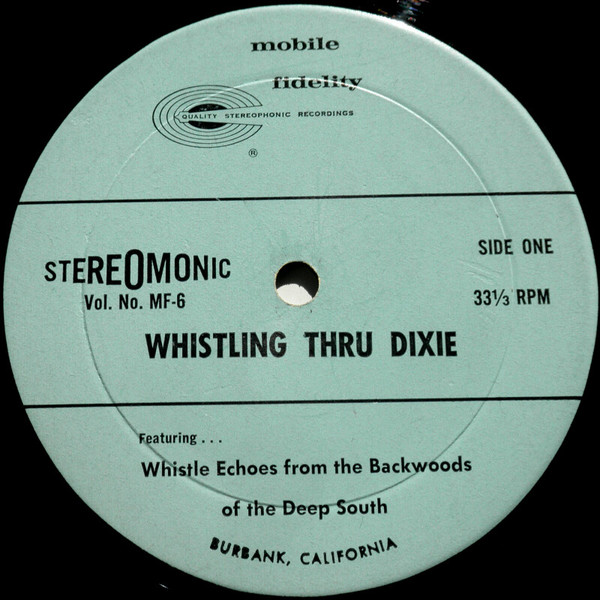 mobile
fidelity
QUALITY STEREOPHONIC RECORDINGS
®
STEREOMONIC
SIDE ONE
Vol. No. MF-6
33⅓ RPM
WHISTLING THRU DIXIE
Featuring . . .
Whistle Echoes from the Backwoods
of the Deep South
BURBANK, CALIFORNIA